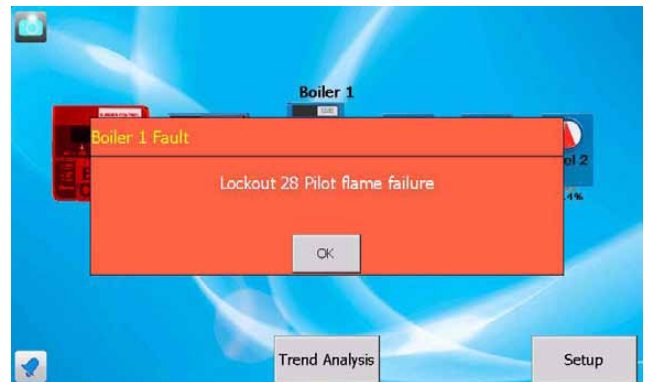 Boiler 1
Boiler 1 Fault
Lockout 28 Pilot flame failure
OK
Trend Analysis
Setup